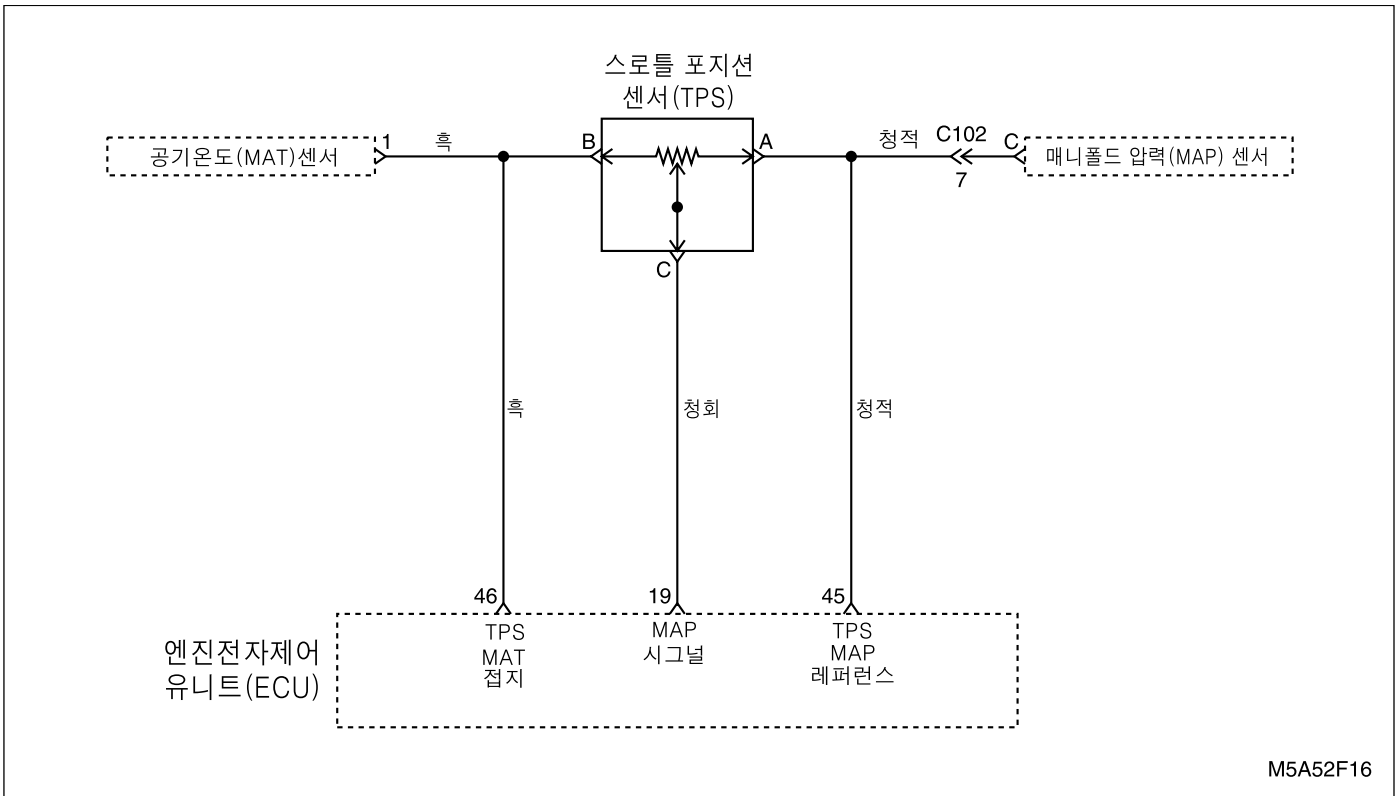 스로틀 포지션
센서(TPS)
공기온도(MAT)센서
1
흑
B
A
청적
C102
7
C
매니폴드 압력(MAP) 센서
C
흑
청회
청적
46
19
45
엔진전자제어
유니트(ECU)
TPS
MAT
접지
MAP
시그널
TPS
MAP
레퍼런스
M5A52F16